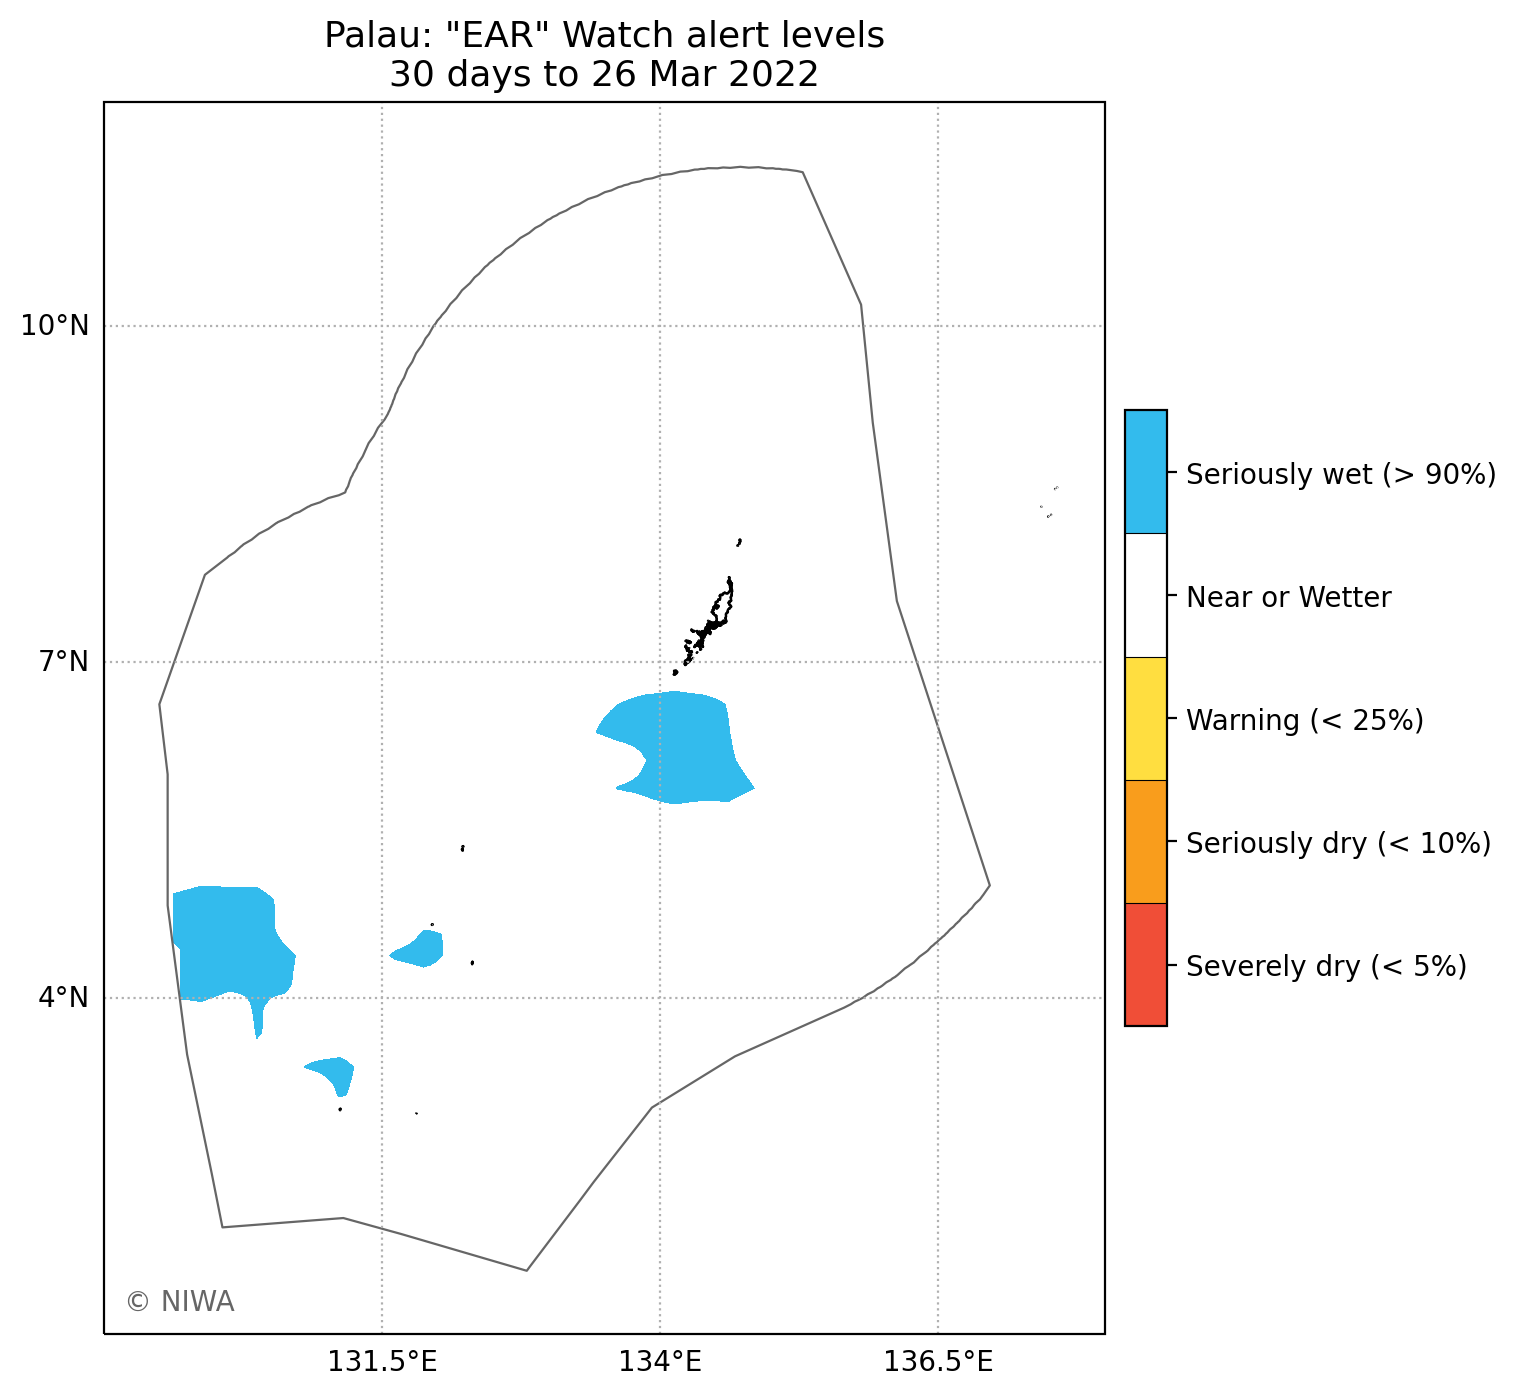 Palau: "EAR" Watch alert levels
30 days to 26 Mar 2022
10°N
7°N
4°N
131.5°E
134°E
136.5°E
Seriously wet (> 90%)
Near or Wetter
Warning (< 25%)
Seriously dry (< 10%)
Severely dry (< 5%)
© NIWA